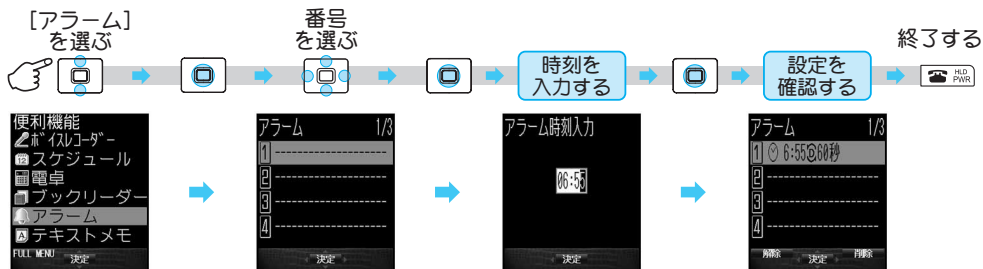 [アラーム]
を選ぶ
番号
を選ぶ
時刻を
入力する
設定を
確認する
終了する
HLD
PWR
便利機能
ボイスレコーダー
12
スケジュール
電卓
ブックリーダー
アラーム
A
テキストメモ
FULL MENU
決定
アラーム 1/3
1 ----------------
2 ----------------
3 ----------------
4 ----------------
決定
アラーム時刻入力
06:55
決定
アラーム 1/3
1 6:55 60秒
2 ----------------
3 ----------------
4 ----------------
解除 決定 削除